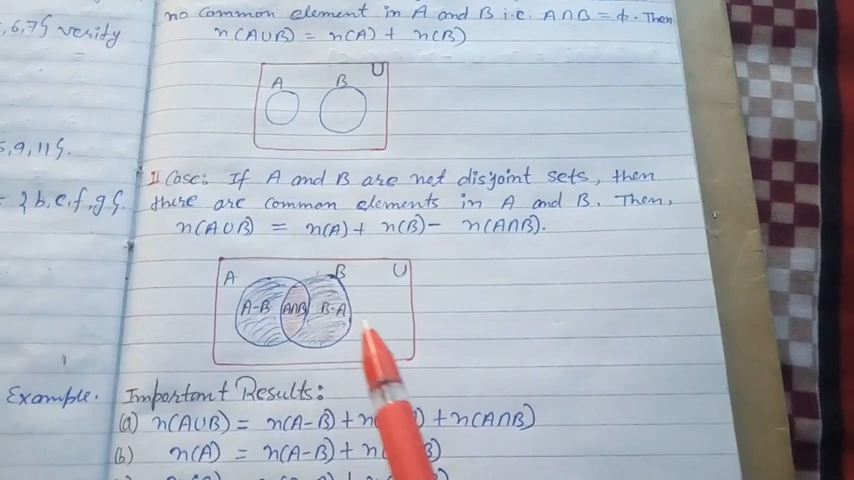 no common element in A and B i.e. A∩B = ϕ. Then
n(A∪B) = n(A) + n(B)
A B U
II Case: If A and B are not disjoint sets, then
there are common elements in A and B. Then,
n(A∪B) = n(A) + n(B) - n(A∩B).
A B U
A-B A∩B B-A
Important Results:
(a) n(A∪B) = n(A-B) + n( ) + n(A∩B)
(b) n(A) = n(A-B) + n( B)
,6,7} verify
,9,11}.
= {b,e,f,g}.
Example.